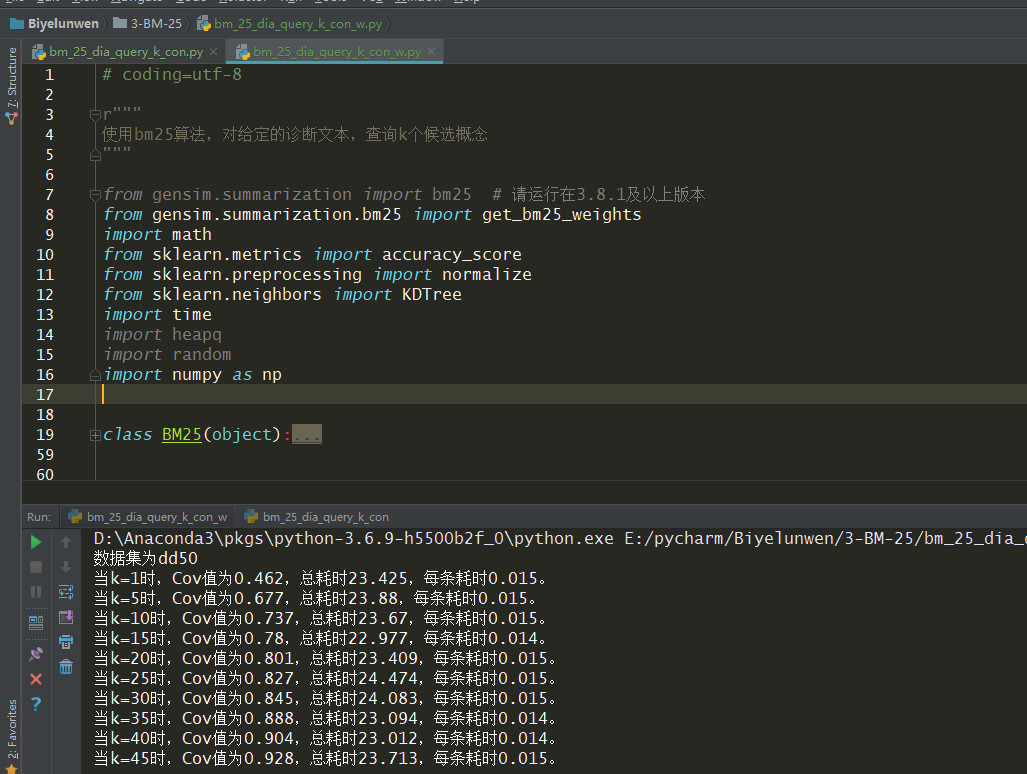 Biyelunwen 3-BM-25 bm_25_dia_query_k_con_w.py
bm_25_dia_query_k_con.py bm_25_dia_query_k_con_w.py
7: Structure
1 # coding=utf-8
2
3 r"""
4 使用bm25算法，对给定的诊断文本，查询k个候选概念
5 """
6
7 from gensim.summarization import bm25 # 请运行在3.8.1及以上版本
8 from gensim.summarization.bm25 import get_bm25_weights
9 import math
10 from sklearn.metrics import accuracy_score
11 from sklearn.preprocessing import normalize
12 from sklearn.neighbors import KDTree
13 import time
14 import heapq
15 import random
16 import numpy as np
17
18
19 class BM25(object):...
59
60
Run: bm_25_dia_query_k_con_w bm_25_dia_query_k_con
D:\Anaconda3\pkgs\python-3.6.9-h5500b2f_0\python.exe E:/pycharm/Biyelunwen/3-BM-25/bm_25_dia_
数据集为dd50
当k=1时，Cov值为0.462，总耗时23.425，每条耗时0.015。
当k=5时，Cov值为0.677，总耗时23.88，每条耗时0.015。
当k=10时，Cov值为0.737，总耗时23.67，每条耗时0.015。
当k=15时，Cov值为0.78，总耗时22.977，每条耗时0.014。
当k=20时，Cov值为0.801，总耗时23.409，每条耗时0.015。
当k=25时，Cov值为0.827，总耗时24.474，每条耗时0.015。
当k=30时，Cov值为0.845，总耗时24.083，每条耗时0.015。
当k=35时，Cov值为0.888，总耗时23.094，每条耗时0.014。
当k=40时，Cov值为0.904，总耗时23.012，每条耗时0.014。
当k=45时，Cov值为0.928，总耗时23.713，每条耗时0.015。
2: Favorites